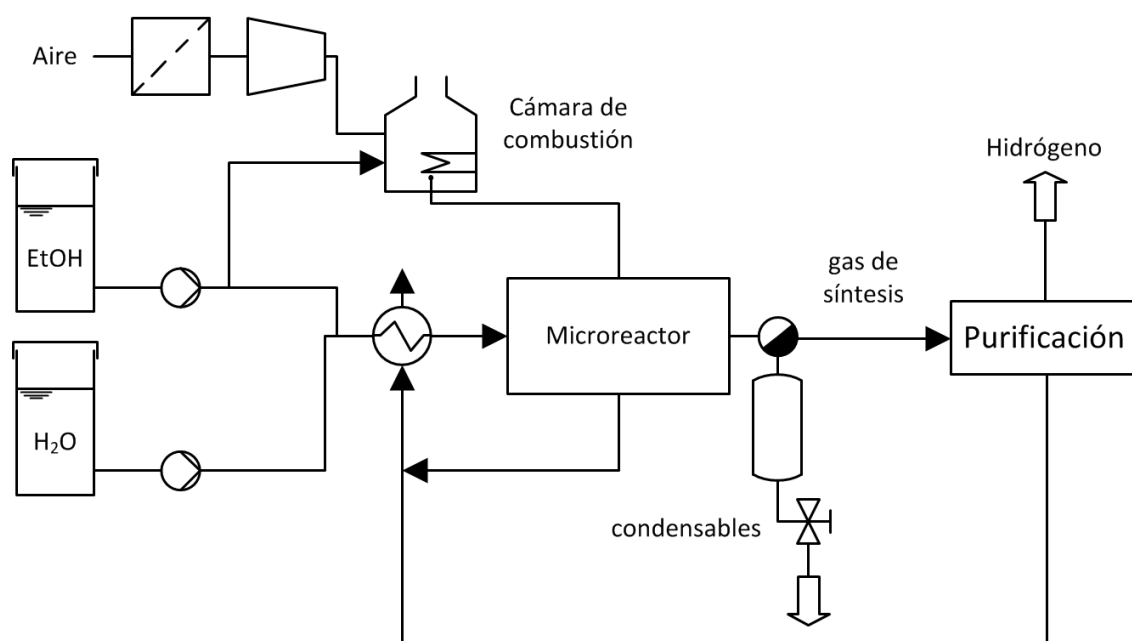 Aire
Cámara de
combustión
Hidrógeno
EtOH
gas de
síntesis
Microreactor
Purificación
H₂O
condensables